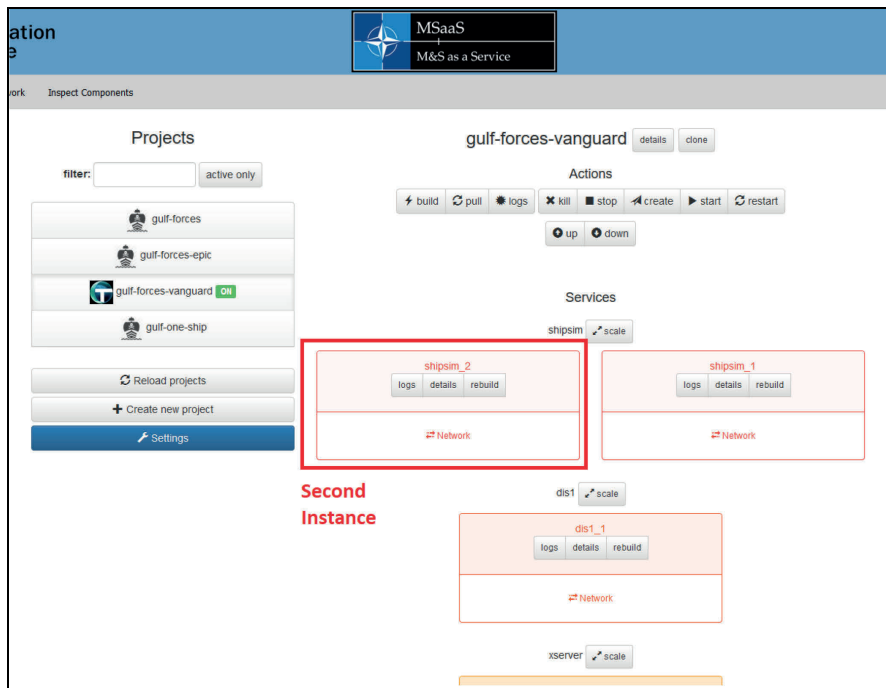 ation
e
MSaaS
M&S as a Service
vork Inspect Components
Projects
filter: active only
gulf-forces
gulf-forces-epic
gulf-forces-vanguard ON
gulf-one-ship
Reload projects
Create new project
Settings
gulf-forces-vanguard details clone
Actions
build pull logs kill stop create start restart
up down
Services
shipsim scale
shipsim_2
logs details rebuild
Network
shipsim_1
logs details rebuild
Network
Second
Instance
dis1 scale
dis1_1
logs details rebuild
Network
xserver scale